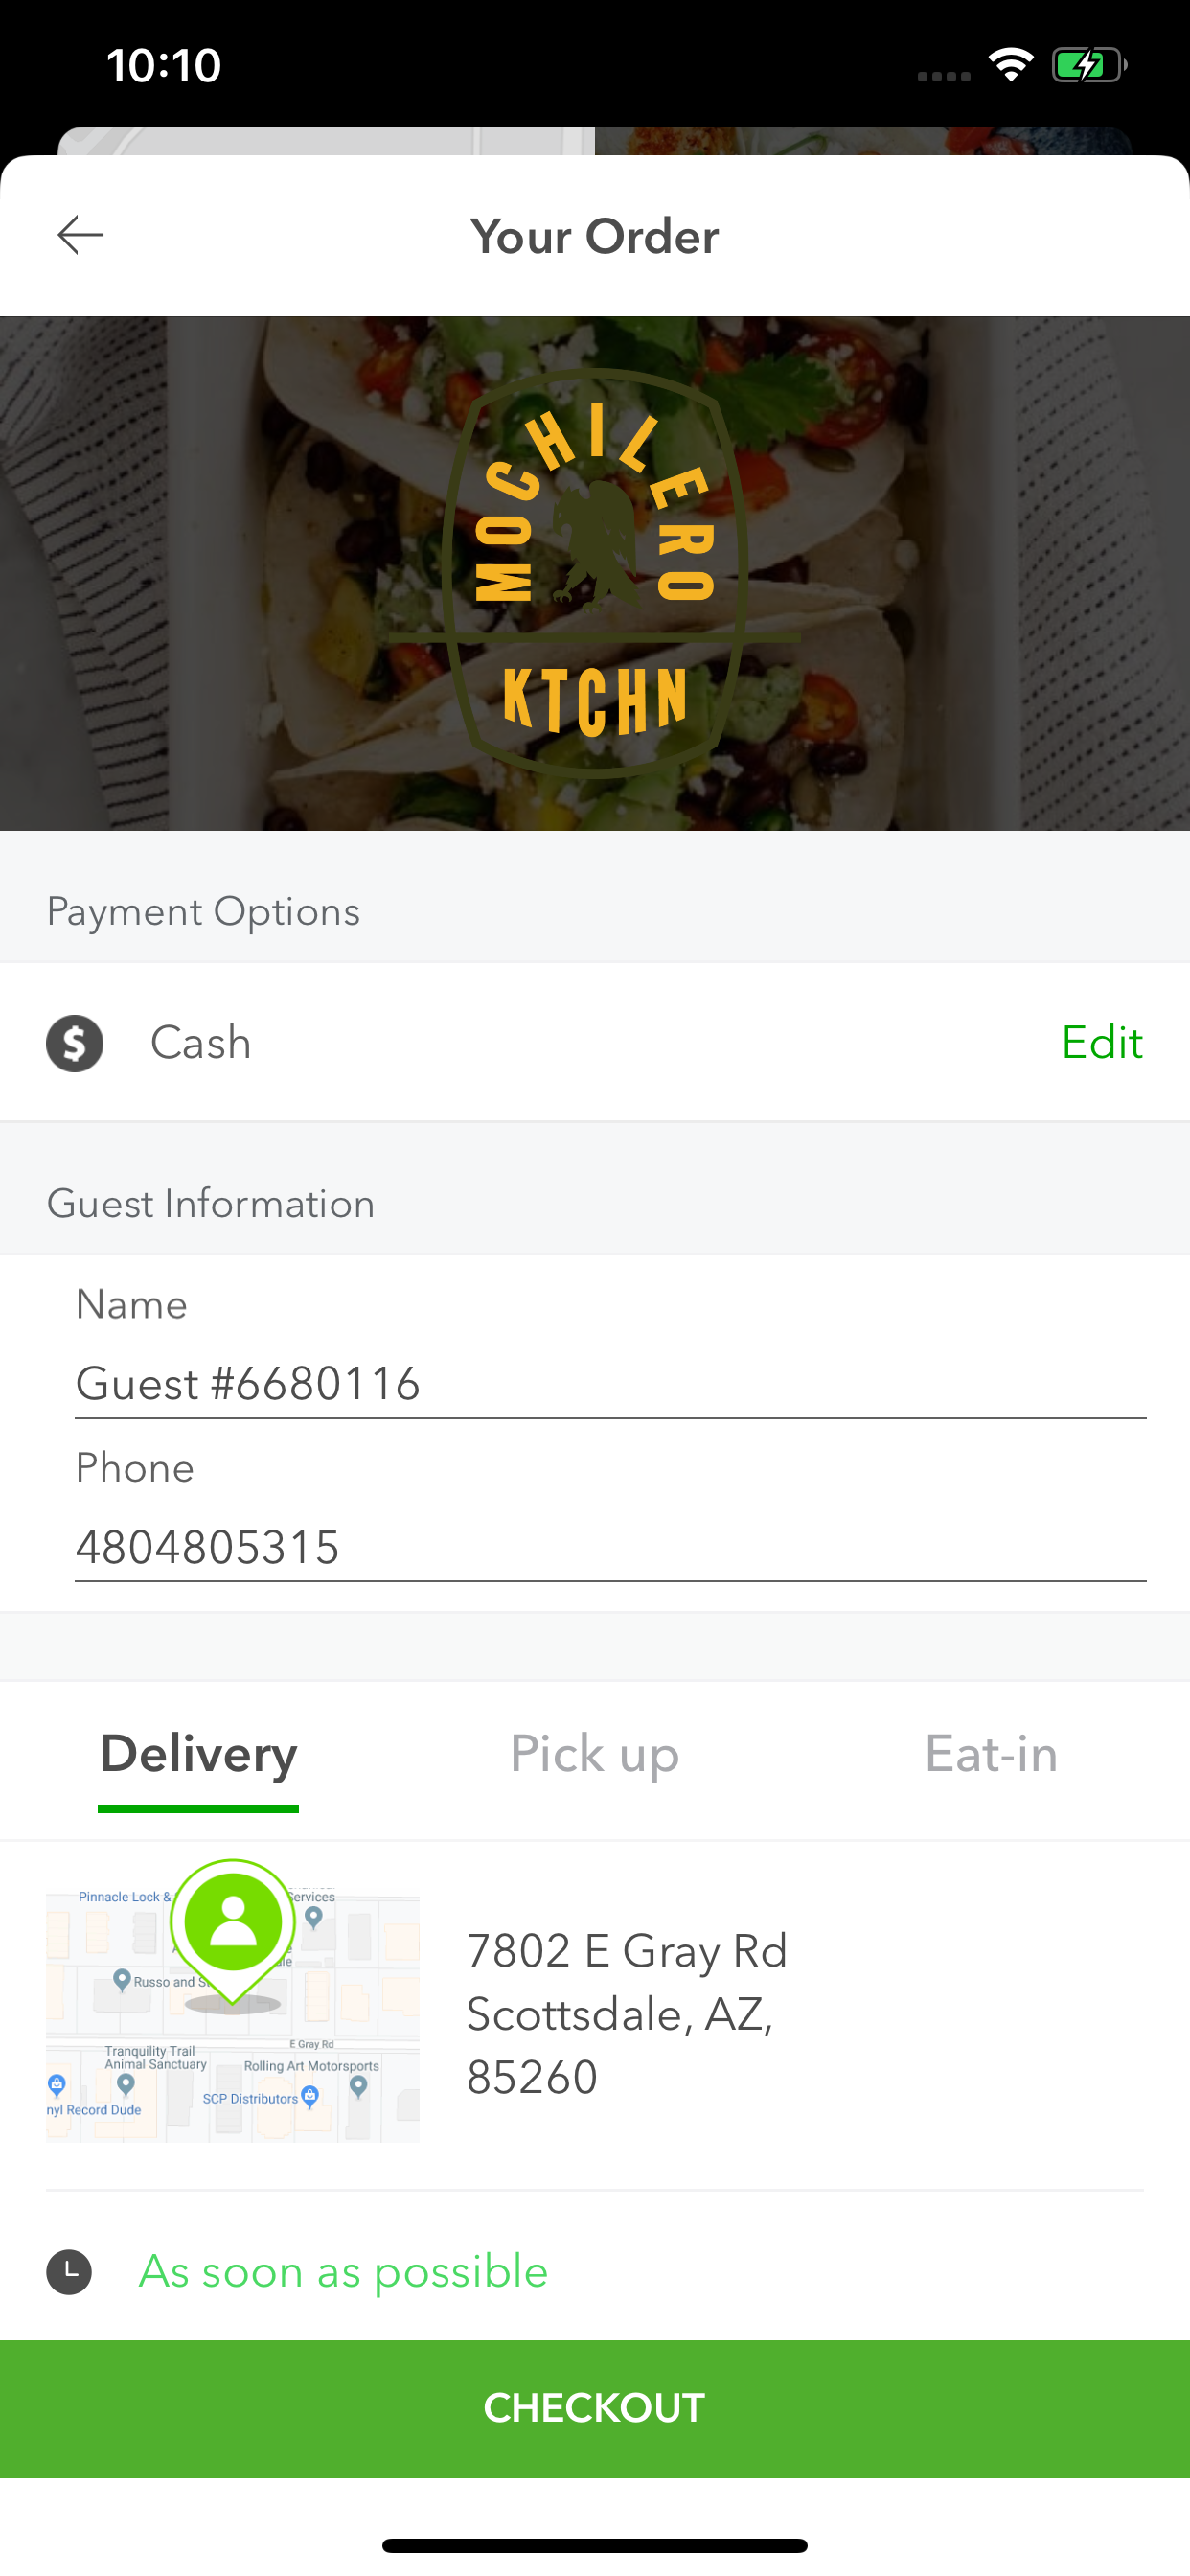 10:10
Your Order
MOCHILERO
KTCHN
Payment Options
Cash
Edit
Guest Information
Name
Guest #6680116
Phone
4804805315
Delivery
Pick up
Eat-in
Pinnacle Lock &
Services
Russo and
7802 E Gray Rd
Scottsdale, AZ,
85260
E Gray Rd
Tranquility Trail
Animal Sanctuary
Rolling Art Motorsports
SCP Distributors
nyl Record Dude
As soon as possible
CHECKOUT